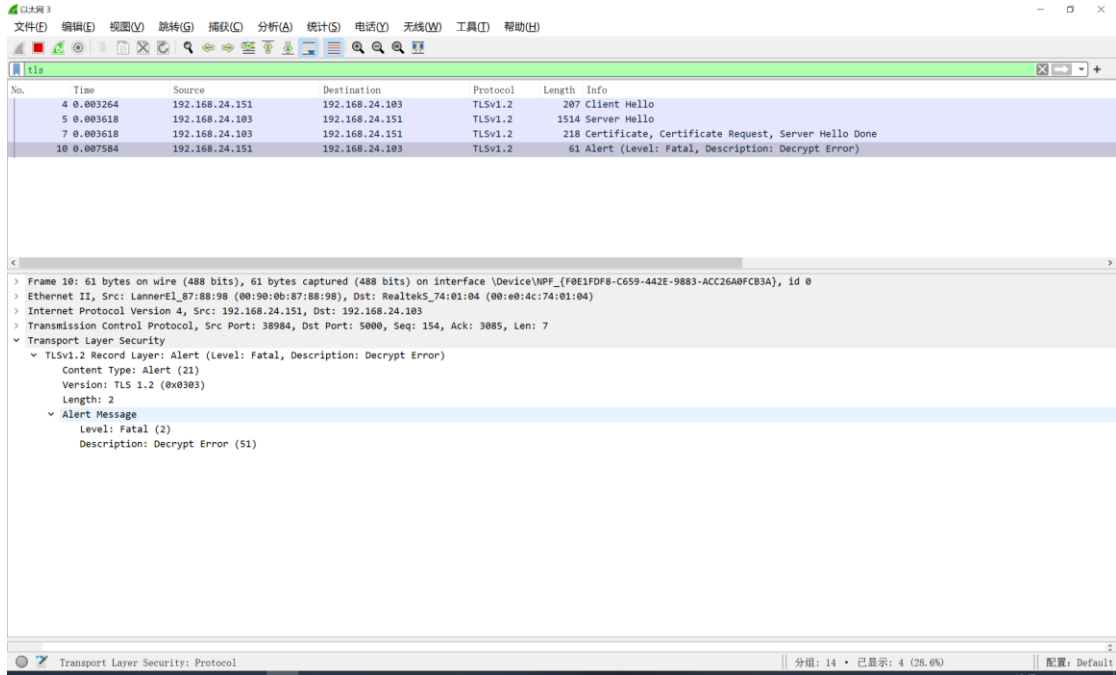 以太网 3
文件(F) 编辑(E) 视图(V) 跳转(G) 捕获(C) 分析(A) 统计(S) 电话(Y) 无线(W) 工具(T) 帮助(H)
tls
No. Time Source Destination Protocol Length Info
4 0.003264 192.168.24.151 192.168.24.103 TLSv1.2 207 Client Hello
5 0.003618 192.168.24.103 192.168.24.151 TLSv1.2 1514 Server Hello
7 0.003618 192.168.24.103 192.168.24.151 TLSv1.2 218 Certificate, Certificate Request, Server Hello Done
10 0.007584 192.168.24.151 192.168.24.103 TLSv1.2 61 Alert (Level: Fatal, Description: Decrypt Error)
Frame 10: 61 bytes on wire (488 bits), 61 bytes captured (488 bits) on interface \Device\NPF_{F0E1FDF8-C659-442E-9883-ACC26A0FCB3A}, id 0
Ethernet II, Src: LannerEl_87:88:98 (00:90:0b:87:88:98), Dst: RealtekS_74:01:04 (00:e0:4c:74:01:04)
Internet Protocol Version 4, Src: 192.168.24.151, Dst: 192.168.24.103
Transmission Control Protocol, Src Port: 38984, Dst Port: 5000, Seq: 154, Ack: 3085, Len: 7
Transport Layer Security
TLSv1.2 Record Layer: Alert (Level: Fatal, Description: Decrypt Error)
Content Type: Alert (21)
Version: TLS 1.2 (0x0303)
Length: 2
Alert Message
Level: Fatal (2)
Description: Decrypt Error (51)
Transport Layer Security: Protocol 分组: 14 · 已显示: 4 (28.6%) 配置: Default